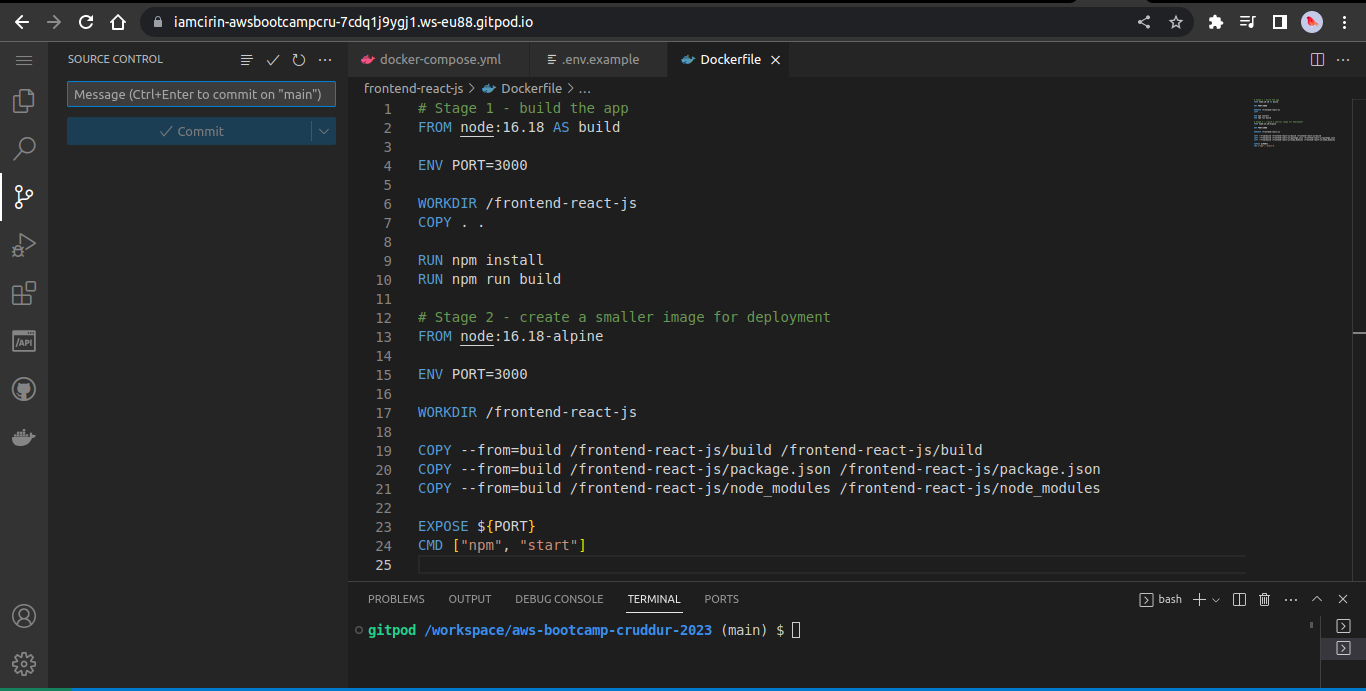 iamcirin-awsbootcampcru-7cdq1j9ygj1.ws-eu88.gitpod.io
SOURCE CONTROL
Message (Ctrl+Enter to commit on "main")
Commit
/API
docker-compose.yml
.env.example
Dockerfile
frontend-react-js > Dockerfile > ...
1 # Stage 1 - build the app
2 FROM node:16.18 AS build
3
4 ENV PORT=3000
5
6 WORKDIR /frontend-react-js
7 COPY . .
8
9 RUN npm install
10 RUN npm run build
11
12 # Stage 2 - create a smaller image for deployment
13 FROM node:16.18-alpine
14
15 ENV PORT=3000
16
17 WORKDIR /frontend-react-js
18
19 COPY --from=build /frontend-react-js/build /frontend-react-js/build
20 COPY --from=build /frontend-react-js/package.json /frontend-react-js/package.json
21 COPY --from=build /frontend-react-js/node_modules /frontend-react-js/node_modules
22
23 EXPOSE ${PORT}
24 CMD ["npm", "start"]
25
PROBLEMS OUTPUT DEBUG CONSOLE TERMINAL PORTS
bash
gitpod /workspace/aws-bootcamp-cruddur-2023 (main) $